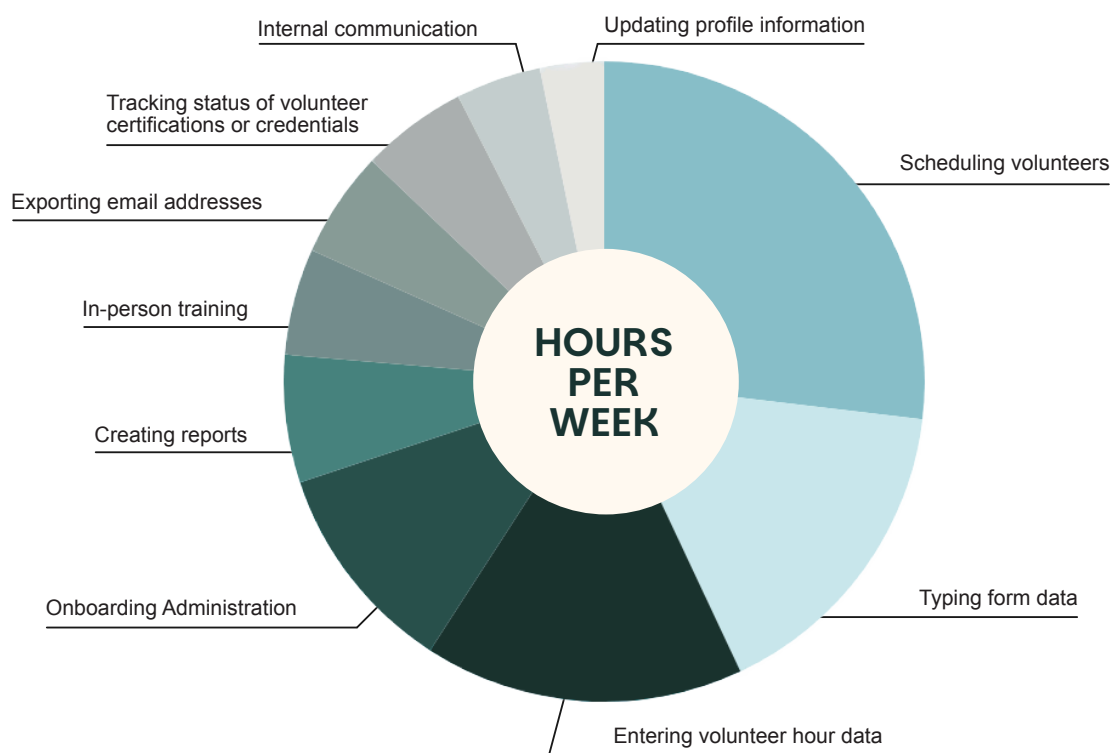 Internal communication
Updating profile information
Tracking status of volunteer
certifications or credentials
Scheduling volunteers
Exporting email addresses
In-person training
HOURS
PER
WEEK
Creating reports
Onboarding Administration
Typing form data
Entering volunteer hour data